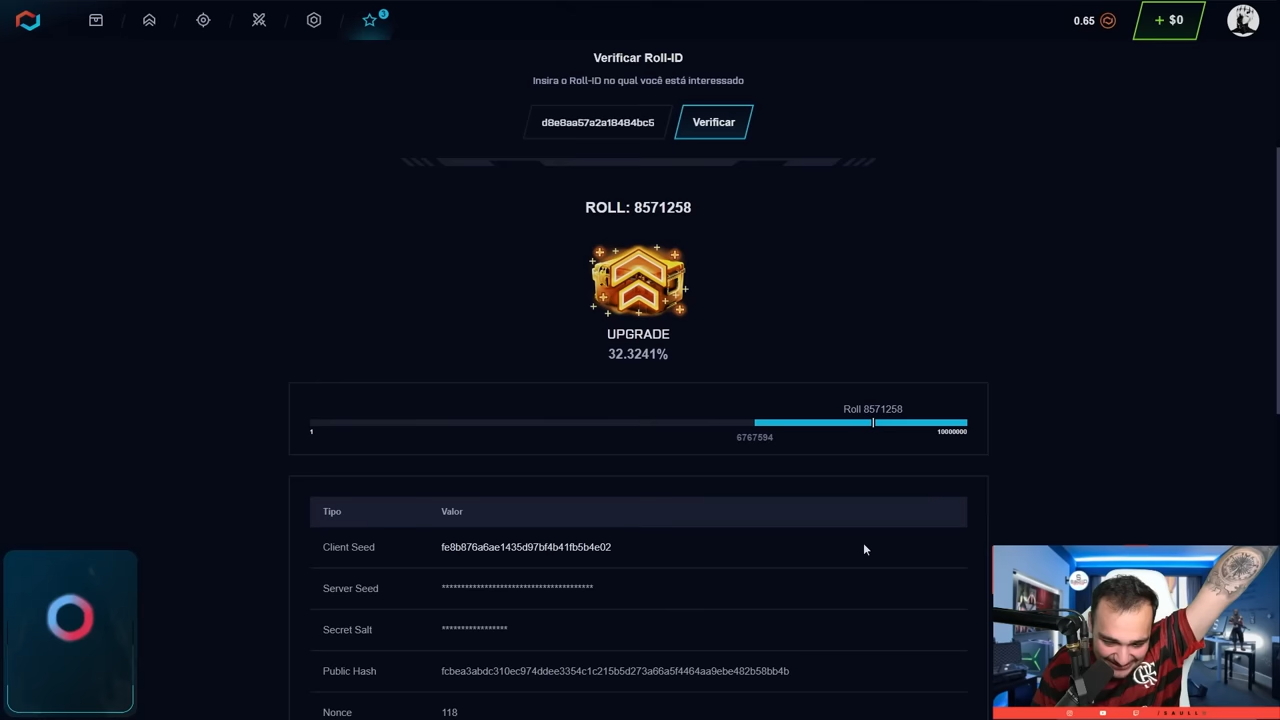 3
0.65
+ $0
Verificar Roll-ID
Insira o Roll-ID no qual você está interessado
d8e8aa57a2a18484bc5
Verificar
ROLL: 8571258
UPGRADE
32.3241%
Roll 8571258
1
10000000
6767594
Tipo Valor
Client Seed fe8b876a6ae1435d97bf4b41fb5b4e02
Server Seed ***************************************
Secret Salt *****************
Public Hash fcbea3abdc310ec974ddee3354c1c215b5d273a66a5f4464aa9ebe482b58bb4b
Nonce 118